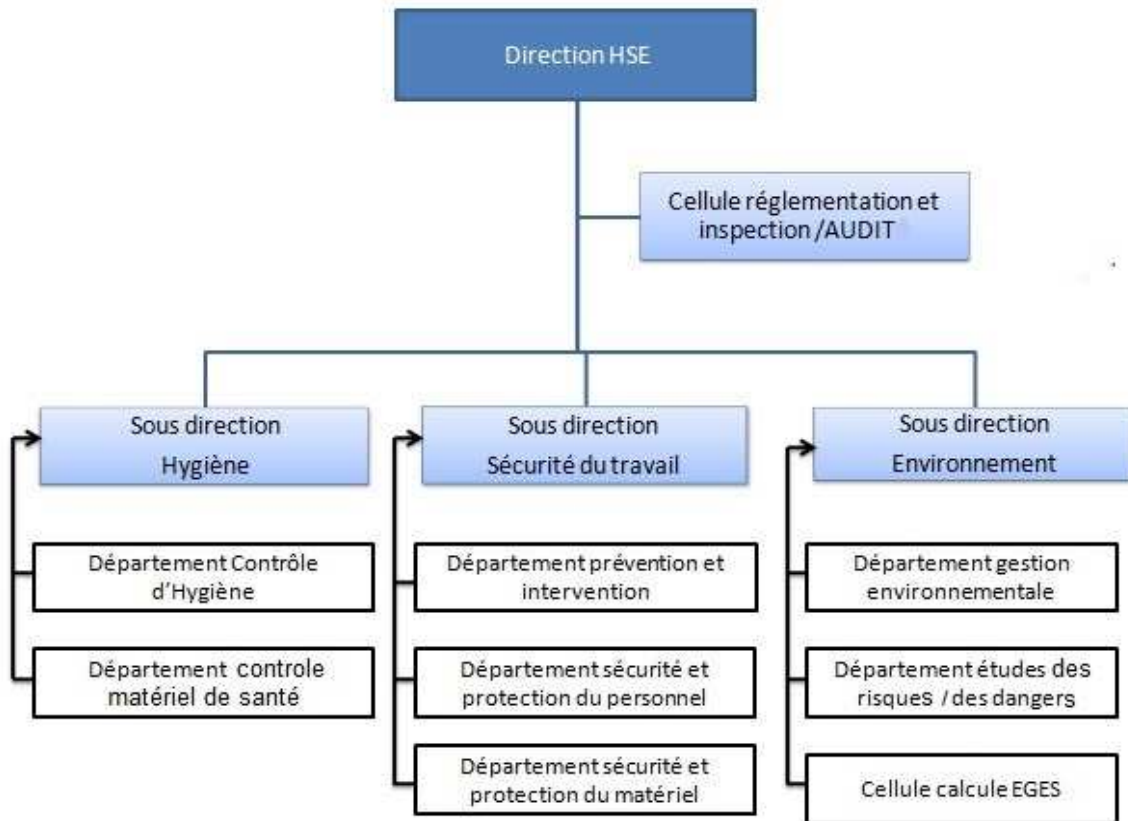 Direction HSE
Cellule réglementation et
inspection /AUDIT
Sous direction
Hygiène
Sous direction
Sécurité du travail
Sous direction
Environnement
Département Contrôle
d'Hygiène
Département prévention et
intervention
Département gestion
environnementale
Département controle
matériel de santé
Département sécurité et
protection du personnel
Département études des
risques / des dangers
Département sécurité et
protection du matériel
Cellule calcule EGES